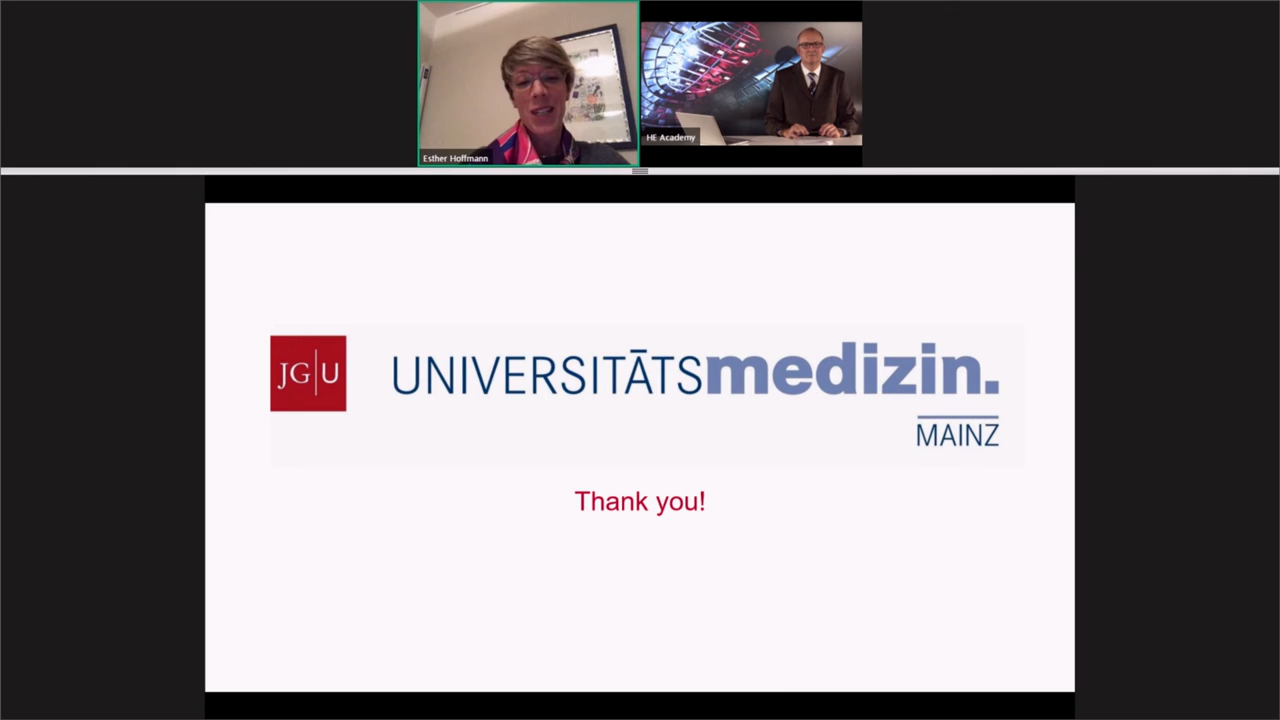 Esther Hoffmann
HE Academy
JG|U
UNIVERSITÄTSmedizin.
MAINZ
Thank you!